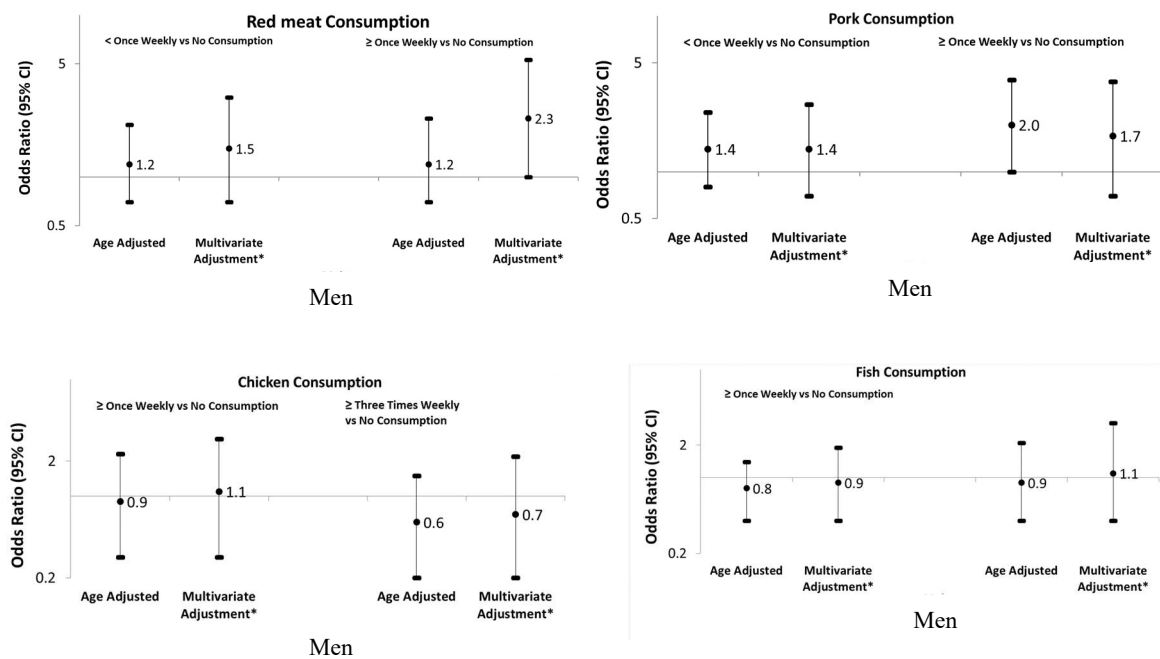 Red meat Consumption
< Once Weekly vs No Consumption
≥ Once Weekly vs No Consumption
Odds Ratio (95% CI)
5
0.5
1.2
1.5
1.2
2.3
Age Adjusted
Multivariate
Adjustment*
Age Adjusted
Multivariate
Adjustment*
Men
Pork Consumption
< Once Weekly vs No Consumption
≥ Once Weekly vs No Consumption
Odds Ratio (95% CI)
5
0.5
1.4
1.4
2.0
1.7
Age Adjusted
Multivariate
Adjustment*
Age Adjusted
Multivariate
Adjustment*
Men
Chicken Consumption
≥ Once Weekly vs No Consumption
≥ Three Times Weekly
vs No Consumption
Odds Ratio (95% CI)
2
0.2
0.9
1.1
0.6
0.7
Age Adjusted
Multivariate
Adjustment*
Age Adjusted
Multivariate
Adjustment*
Men
Fish Consumption
≥ Once Weekly vs No Consumption
Odds Ratio (95% CI)
2
0.2
0.8
0.9
0.9
1.1
Age Adjusted
Multivariate
Adjustment*
Age Adjusted
Multivariate
Adjustment*
Men